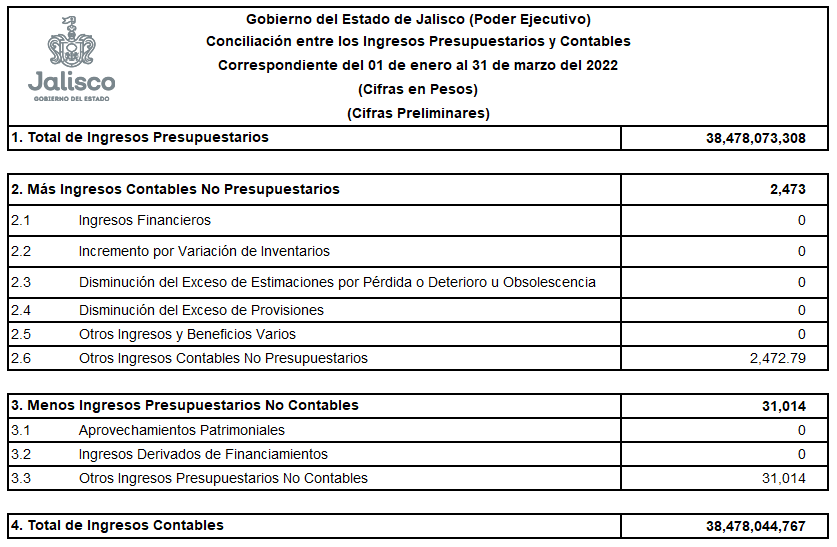 Jalisco
GOBIERNO DEL ESTADO
Gobierno del Estado de Jalisco (Poder Ejecutivo)
Conciliación entre los Ingresos Presupuestarios y Contables
Correspondiente del 01 de enero al 31 de marzo del 2022
(Cifras en Pesos)
(Cifras Preliminares)
1. Total de Ingresos Presupuestarios 38,478,073,308
2. Más Ingresos Contables No Presupuestarios 2,473
2.1 Ingresos Financieros 0
2.2 Incremento por Variación de Inventarios 0
2.3 Disminución del Exceso de Estimaciones por Pérdida o Deterioro u Obsolescencia 0
2.4 Disminución del Exceso de Provisiones 0
2.5 Otros Ingresos y Beneficios Varios 0
2.6 Otros Ingresos Contables No Presupuestarios 2,472.79
3. Menos Ingresos Presupuestarios No Contables 31,014
3.1 Aprovechamientos Patrimoniales 0
3.2 Ingresos Derivados de Financiamientos 0
3.3 Otros Ingresos Presupuestarios No Contables 31,014
4. Total de Ingresos Contables 38,478,044,767